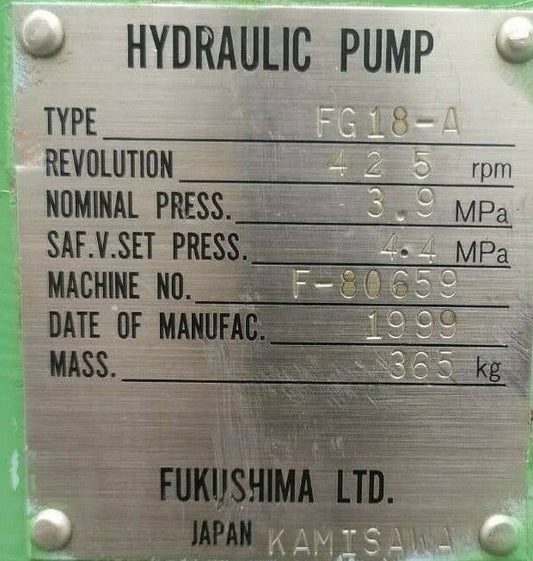 HYDRAULIC PUMP
TYPE FG18-A
REVOLUTION 425 rpm
NOMINAL PRESS. 3.9 MPa
SAF.V.SET PRESS. 4.4 MPa
MACHINE NO. F-80659
DATE OF MANUFAC. 1999
MASS. 365 kg
FUKUSHIMA LTD.
JAPAN KAMISAWA